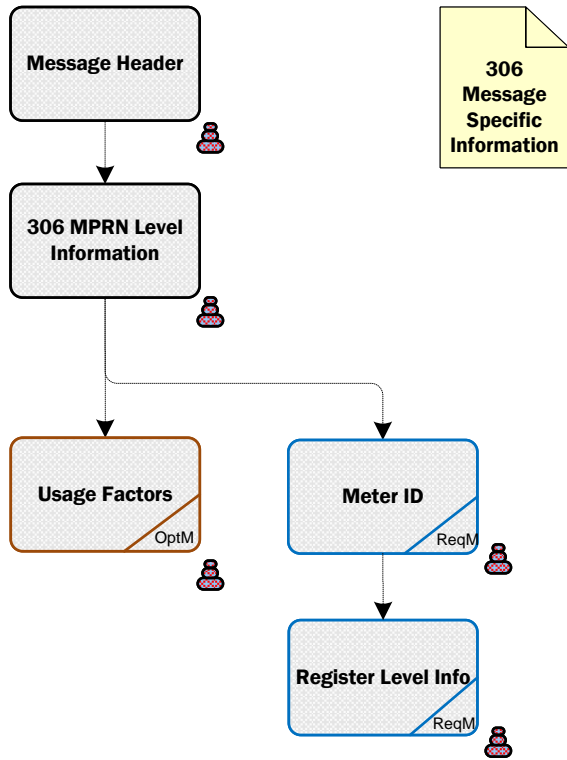 Message Header
306
Message
Specific
Information
306 MPRN Level
Information
Usage Factors
OptM
Meter ID
ReqM
Register Level Info
ReqM